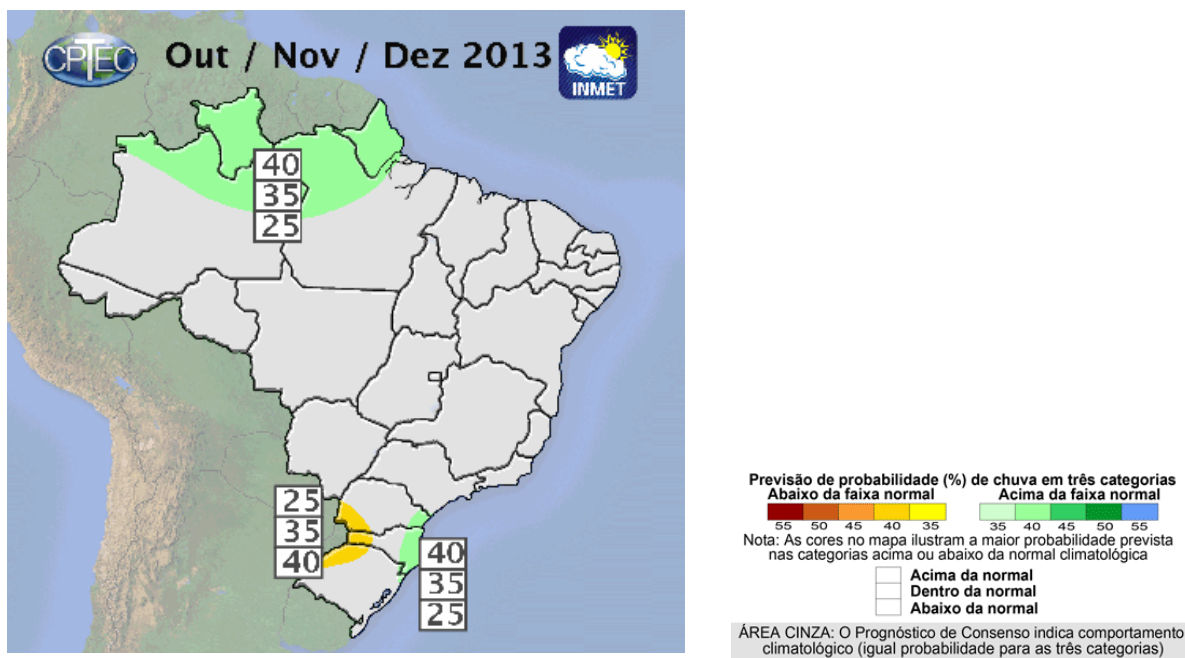 CPTEC
Out / Nov / Dez 2013
INMET
40
35
25
25
35
40
40
35
25
Previsão de probabilidade (%) de chuva em três categorias
Abaixo da faixa normal
Acima da faixa normal
55 50 45 40 35
35 40 45 50 55
Nota: As cores no mapa ilustram a maior probabilidade prevista
nas categorias acima ou abaixo da normal climatológica
Acima da normal
Dentro da normal
Abaixo da normal
ÁREA CINZA: O Prognóstico de Consenso indica comportamento
climatológico (igual probabilidade para as três categorias)